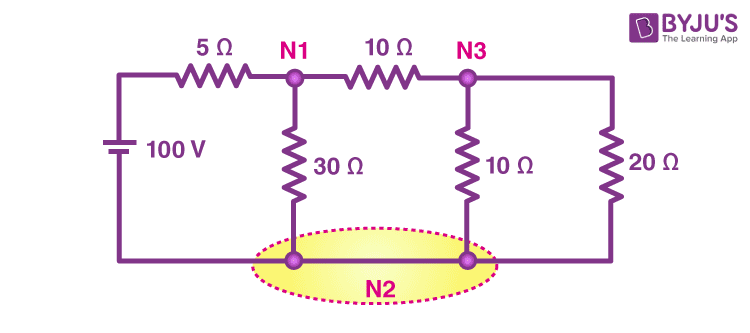 BYJU'S
The Learning App
5 Ω
N1
10 Ω
N3
100 V
30 Ω
10 Ω
20 Ω
N2